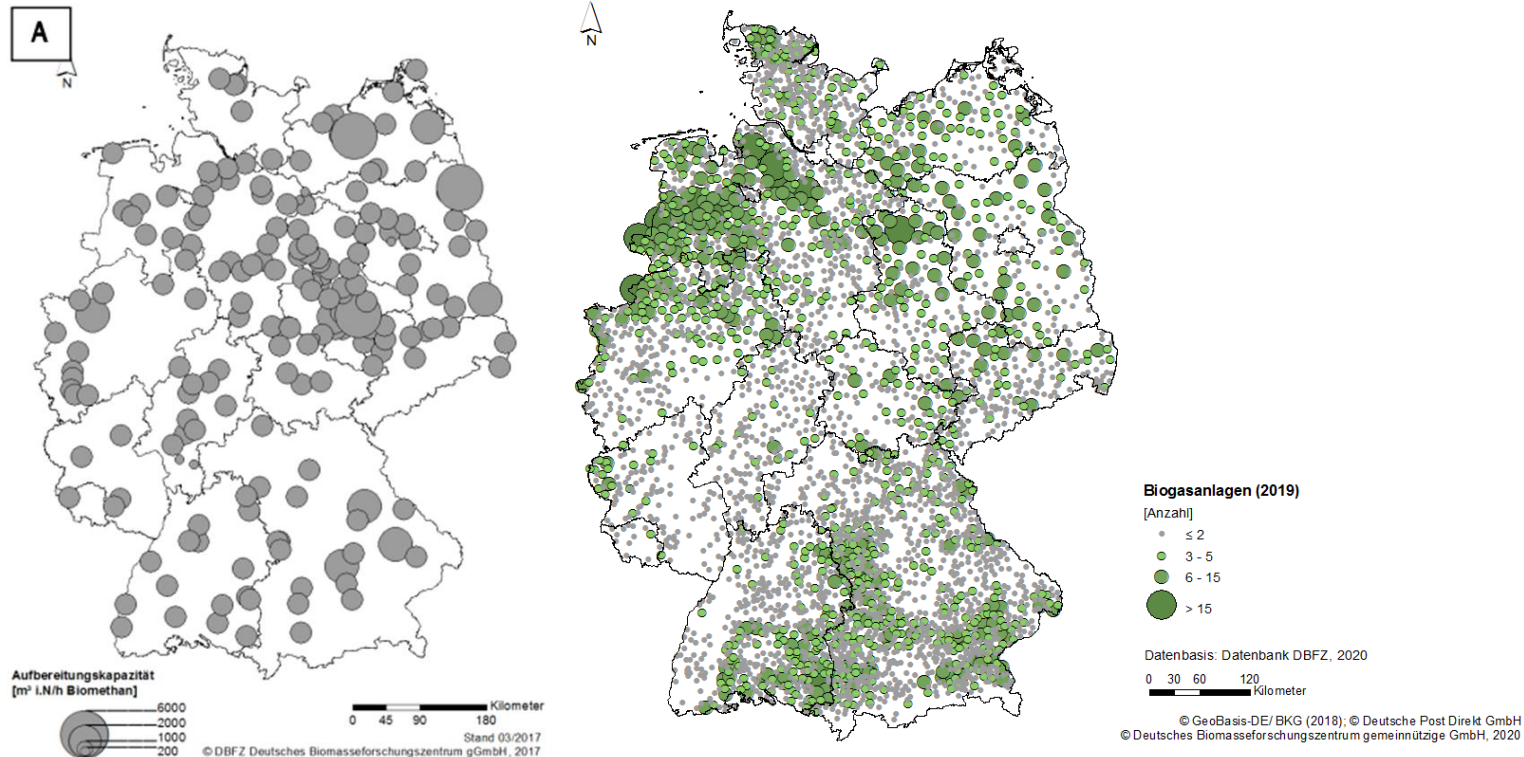 A
N
Aufbereitungskapazität
[m³ i.N/h Biomethan]
6000
2000
1000
200
Kilometer
0 45 90 180
Stand 03/2017
© DBFZ Deutsches Biomasseforschungszentrum gGmbH, 2017
N
Biogasanlagen (2019)
[Anzahl]
≤ 2
3 - 5
6 - 15
> 15
Datenbasis: Datenbank DBFZ, 2020
0 30 60 120
Kilometer
© GeoBasis-DE/ BKG (2018); © Deutsche Post Direkt GmbH
© Deutsches Biomasseforschungszentrum gemeinnützige GmbH, 2020